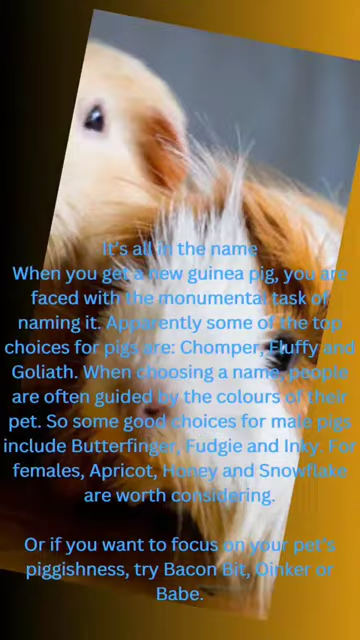 It's all in the name
When you get a new guinea pig, you are
faced with the monumental task of
naming it. Apparently some of the top
choices for pigs are: Chomper, Fluffy and
Goliath. When choosing a name, people
are often guided by the colours of their
pet. So some good choices for male pigs
include Butterfinger, Fudgie and Inky. For
females, Apricot, Honey and Snowflake
are worth considering.
Or if you want to focus on your pet's
piggishness, try Bacon Bit, Oinker or
Babe.